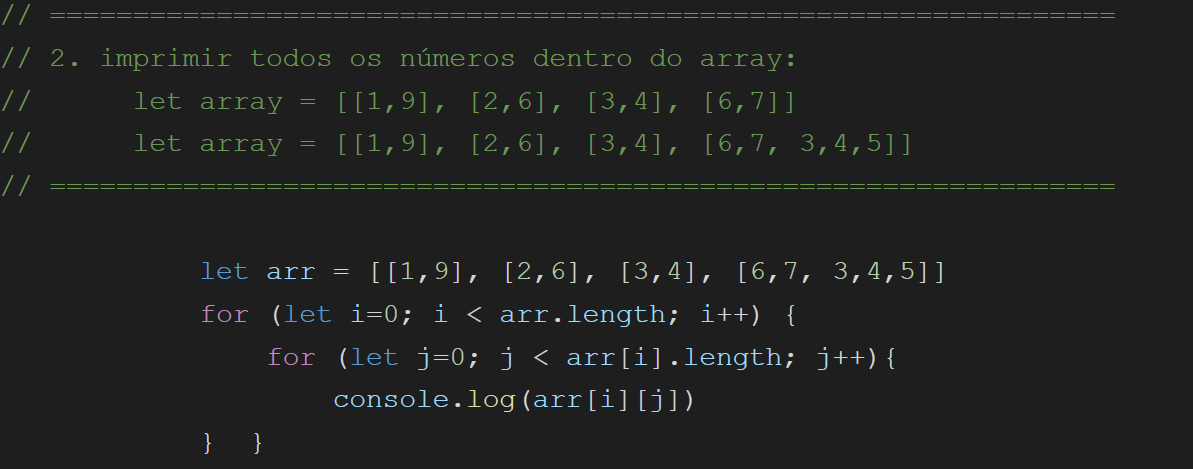 // ================================================================
// 2. imprimir todos os números dentro do array:
//      let array = [[1,9], [2,6], [3,4], [6,7]]
//      let array = [[1,9], [2,6], [3,4], [6,7, 3,4,5]]
// ================================================================
            let arr = [[1,9], [2,6], [3,4], [6,7, 3,4,5]]
            for (let i=0; i < arr.length; i++) {
                for (let j=0; j < arr[i].length; j++){
                    console.log(arr[i][j])
            }  }